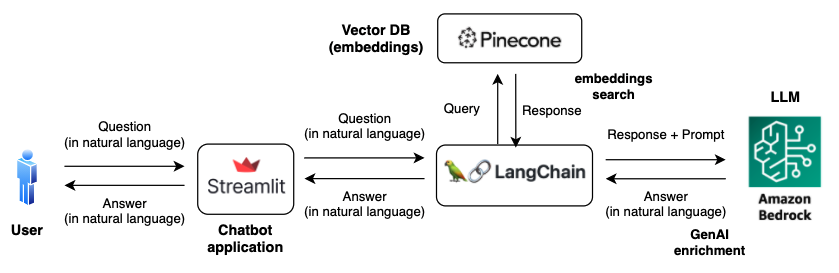 Vector DB
(embeddings)
Pinecone
embeddings
search
Query
Response
LLM
Question
(in natural language)
Question
(in natural language)
Response + Prompt
Streamlit
LangChain
Answer
(in natural language)
Answer
(in natural language)
Answer
(in natural language)
Amazon
Bedrock
User
Chatbot
application
GenAI
enrichment